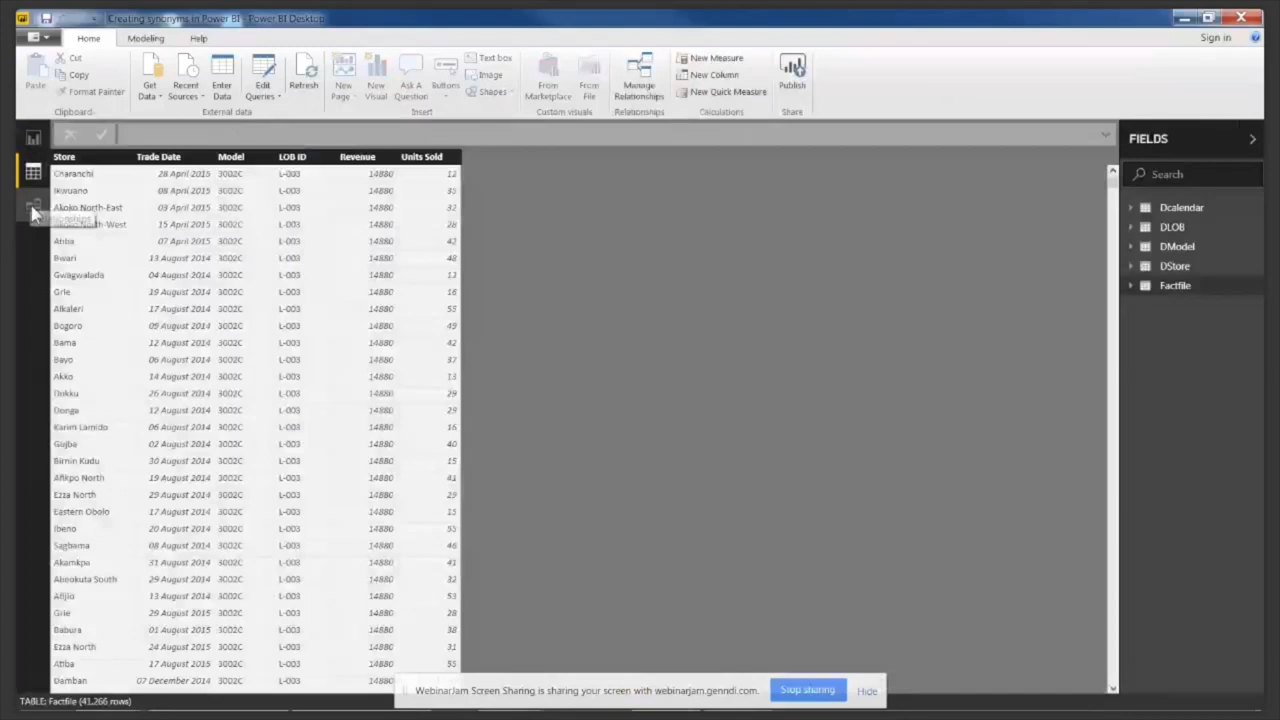 Creating synonyms in Power BI - Power BI Desktop
Home Modeling Help Sign in
Paste Cut Copy Format Painter Clipboard
Get Data Recent Sources Enter Data Edit Queries Refresh External data
New Page New Visual Ask A Question Buttons Text box Image Shapes Insert
From Marketplace From File Custom visuals
Manage Relationships Relationships
New Measure New Column New Quick Measure Calculations
Publish Share
FIELDS
Search
Dcalendar
DLOB
DModel
DStore
Factfile
Store Trade Date Model LOB ID Revenue Units Sold
Charanchi 28 April 2015 3002C L-003 14880 12
Ikwuano 08 April 2015 3002C L-003 14880 35
Akoko North-East 03 April 2015 3002C L-003 14880 32
North-West 15 April 2015 3002C L-003 14880 28
Atiba 07 April 2015 3002C L-003 14880 42
Bwari 13 August 2014 3002C L-003 14880 48
Gwagwalada 04 August 2014 3002C L-003 14880 13
Grie 19 August 2014 3002C L-003 14880 16
Alkaleri 17 August 2014 3002C L-003 14880 55
Bogoro 05 August 2014 3002C L-003 14880 49
Bama 12 August 2014 3002C L-003 14880 42
Bayo 06 August 2014 3002C L-003 14880 37
Akko 14 August 2014 3002C L-003 14880 13
Dukku 26 August 2014 3002C L-003 14880 29
Donga 12 August 2014 3002C L-003 14880 29
Karim Lamido 06 August 2014 3002C L-003 14880 16
Gujba 02 August 2014 3002C L-003 14880 40
Birnin Kudu 30 August 2014 3002C L-003 14880 15
Afikpo North 19 August 2014 3002C L-003 14880 41
Ezza North 25 August 2014 3002C L-003 14880 29
Eastern Obolo 17 August 2014 3002C L-003 14880 15
Ibeno 20 August 2014 3002C L-003 14880 55
Sagbama 08 August 2014 3002C L-003 14880 46
Akamkpa 31 August 2014 3002C L-003 14880 41
Abeokuta South 29 August 2014 3002C L-003 14880 32
Afijio 13 August 2014 3002C L-003 14880 53
Grie 29 August 2015 3002C L-003 14880 28
Babura 01 August 2015 3002C L-003 14880 38
Ezza North 24 August 2015 3002C L-003 14880 31
Atiba 17 August 2015 3002C L-003 14880 55
Damban 07 December 2014 3002C L-003 14880
WebinarJam Screen Sharing is sharing your screen with webinarjam.genndi.com. Stop sharing Hide
TABLE: Factfile (41,266 rows)